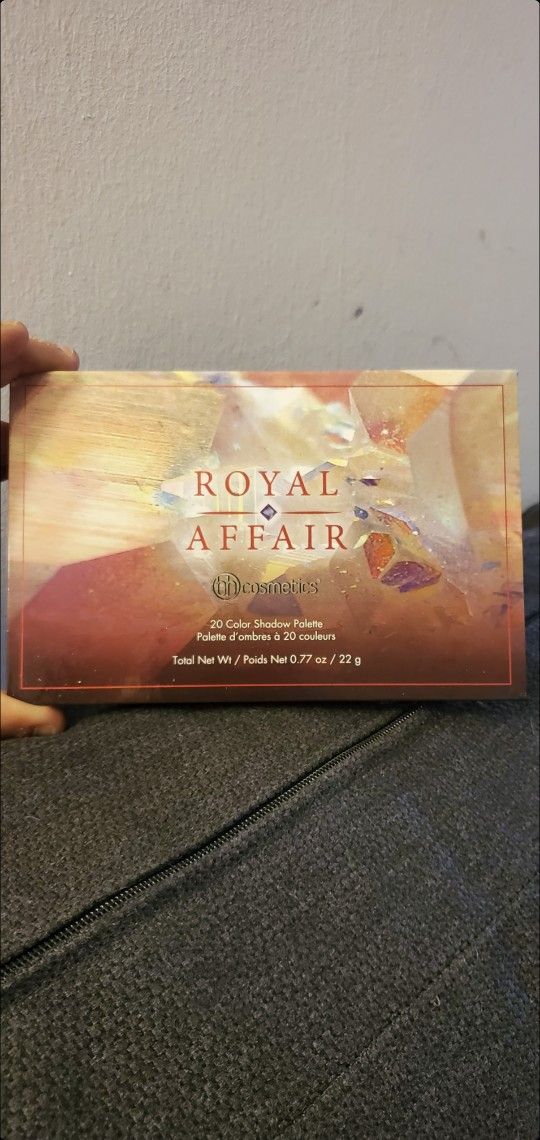 ROYAL
AFFAIR
bh cosmetics®
20 Color Shadow Palette
Palette d'ombres à 20 couleurs
Total Net Wt / Poids Net 0.77 oz / 22 g